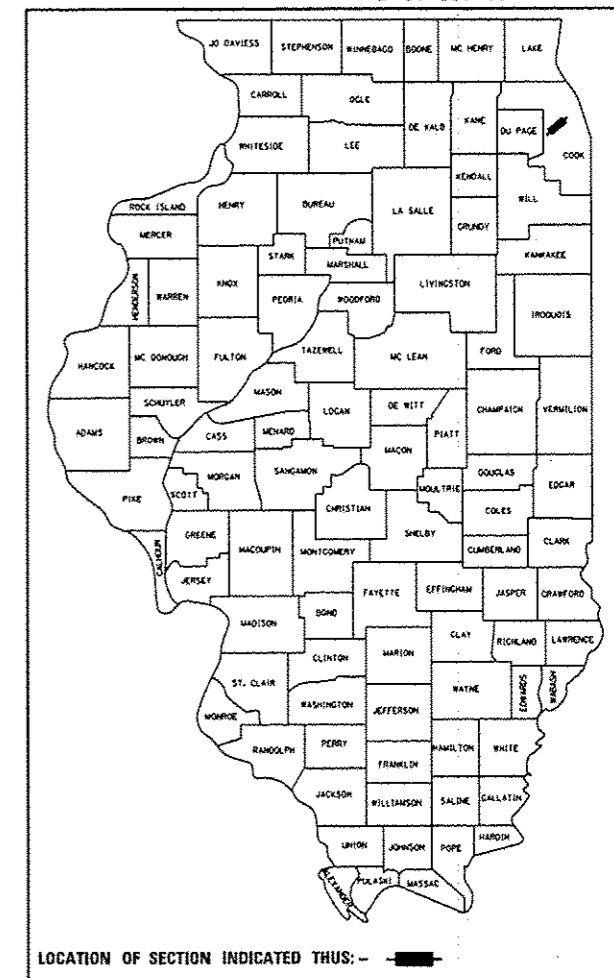 JO DAVIESS STEPHENSON WINNEBAGO BOONE MC HENRY LAKE
CARROLL OGLE DE KALB KANE DU PAGE COOK
WHITESIDE LEE KENDALL WILL
ROCK ISLAND HENRY BUREAU LA SALLE GRUNDY
MERCER PUTNAM KANKAKEE
STARK MARSHALL
HENDERSON WARREN KNOX PEORIA WOODFORD LIVINGSTON IROQUOIS
HANCOCK MC DONOUGH FULTON TAZEWELL MC LEAN FORD
SCHUYLER MASON LOGAN DE WITT CHAMPAIGN VERMILION
ADAMS BROWN CASS MENARD MACON PIATT
PIKE SCOTT MORGAN SANGAMON CHRISTIAN MOULTRIE DOUGLAS EDGAR
COLES
CALHOUN GREENE MACOUPIN MONTGOMERY SHELBY CUMBERLAND CLARK
JERSEY FAYETTE EFFINGHAM JASPER CRAWFORD
MADISON BOND CLAY RICHLAND LAWRENCE
ST. CLAIR CLINTON MARION WAYNE EDWARDS WABASH
MONROE WASHINGTON JEFFERSON
RANDOLPH PERRY FRANKLIN HAMILTON WHITE
JACKSON WILLIAMSON SALINE GALLATIN
UNION JOHNSON POPE HARDIN
ALEXANDER PULASKI MASSAC
LOCATION OF SECTION INDICATED THUS: -